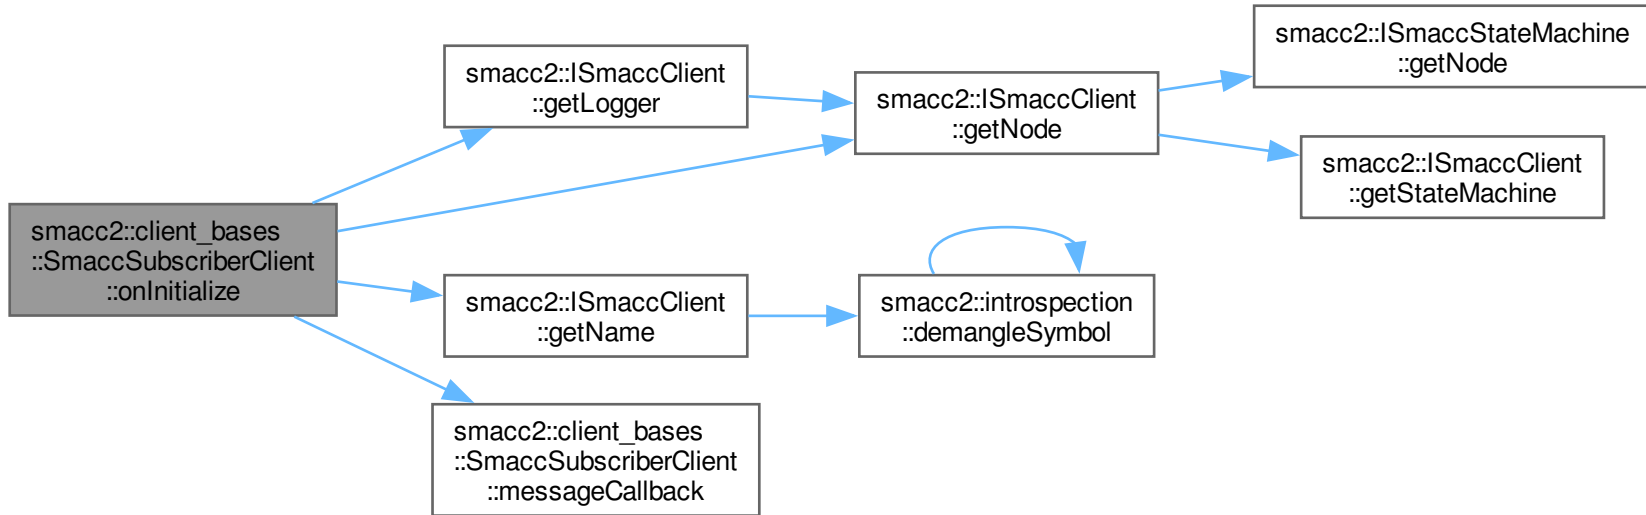 smacc2::client_bases
::SmaccSubscriberClient
::onInitialize
smacc2::ISmaccClient
::getLogger
smacc2::ISmaccClient
::getNode
smacc2::ISmaccStateMachine
::getNode
smacc2::ISmaccClient
::getStateMachine
smacc2::ISmaccClient
::getName
smacc2::introspection
::demangleSymbol
smacc2::client_bases
::SmaccSubscriberClient
::messageCallback